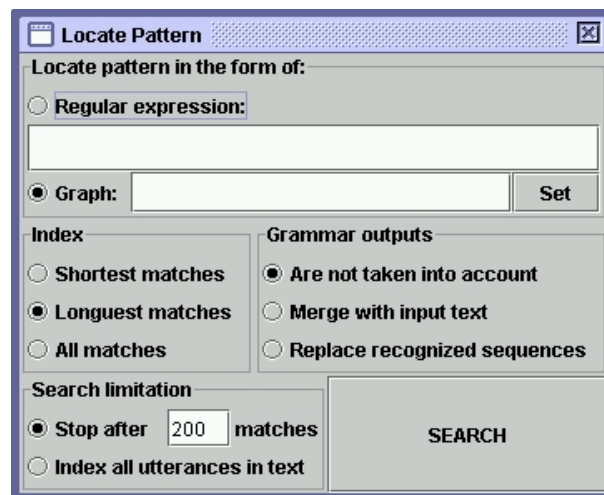 Locate Pattern
Locate pattern in the form of:
Regular expression:
Graph:
Set
Index
Shortest matches
Longuest matches
All matches
Grammar outputs
Are not taken into account
Merge with input text
Replace recognized sequences
Search limitation
Stop after 200 matches
Index all utterances in text
SEARCH